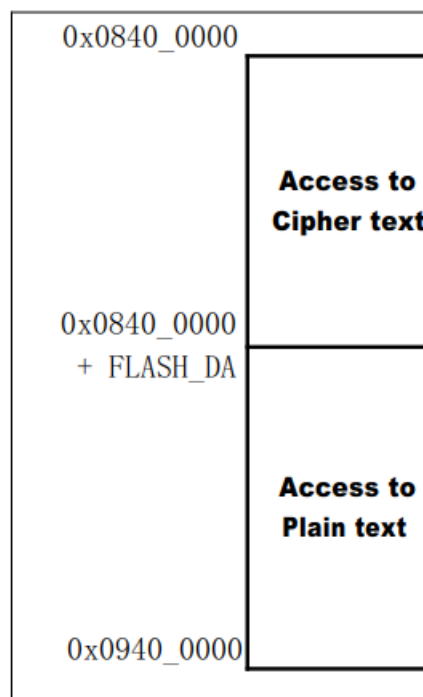 0x0840_0000
Access to
Cipher text
0x0840_0000
+ FLASH_DA
Access to
Plain text
0x0940_0000